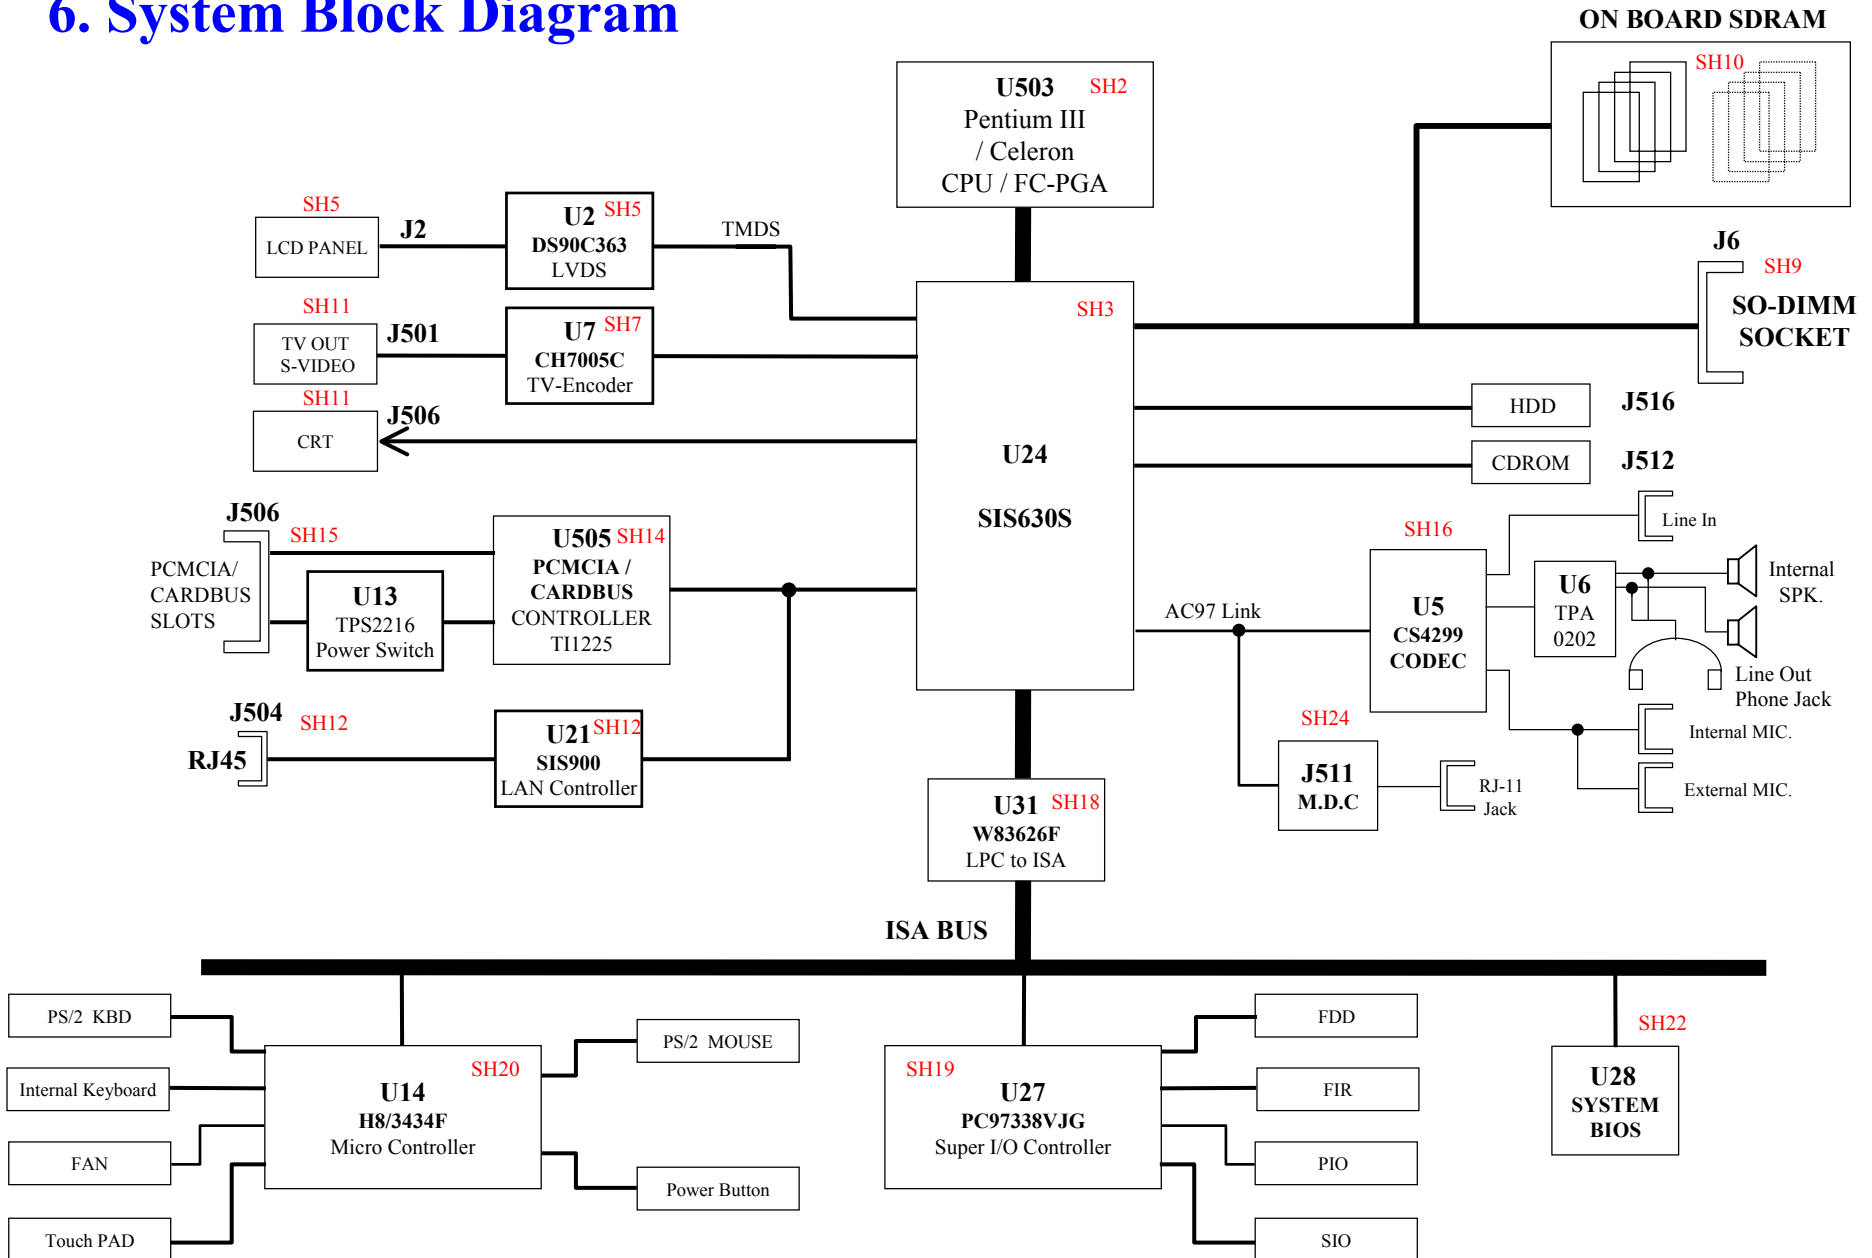 6. System Block Diagram
ON BOARD SDRAM
SH10
U503 SH2
Pentium III
/ Celeron
CPU / FC-PGA
SH5
LCD PANEL
J2
U2 SH5
DS90C363
LVDS
TMDS
SH11
TV OUT
S-VIDEO
J501
U7 SH7
CH7005C
TV-Encoder
SH11
CRT
J506
SH3
U24
SIS630S
J6
SH9
SO-DIMM
SOCKET
HDD
J516
CDROM
J512
J506
SH15
PCMCIA/
CARDBUS
SLOTS
U13
TPS2216
Power Switch
U505 SH14
PCMCIA /
CARDBUS
CONTROLLER
TI1225
J504
SH12
RJ45
U21 SH12
SIS900
LAN Controller
AC97 Link
SH16
U5
CS4299
CODEC
Line In
U6
TPA
0202
Internal
SPK.
Line Out
Phone Jack
Internal MIC.
External MIC.
SH24
J511
M.D.C
RJ-11
Jack
U31 SH18
W83626F
LPC to ISA
ISA BUS
PS/2 KBD
Internal Keyboard
FAN
Touch PAD
SH20
U14
H8/3434F
Micro Controller
PS/2 MOUSE
Power Button
SH19
U27
PC97338VJG
Super I/O Controller
FDD
FIR
PIO
SIO
SH22
U28
SYSTEM
BIOS